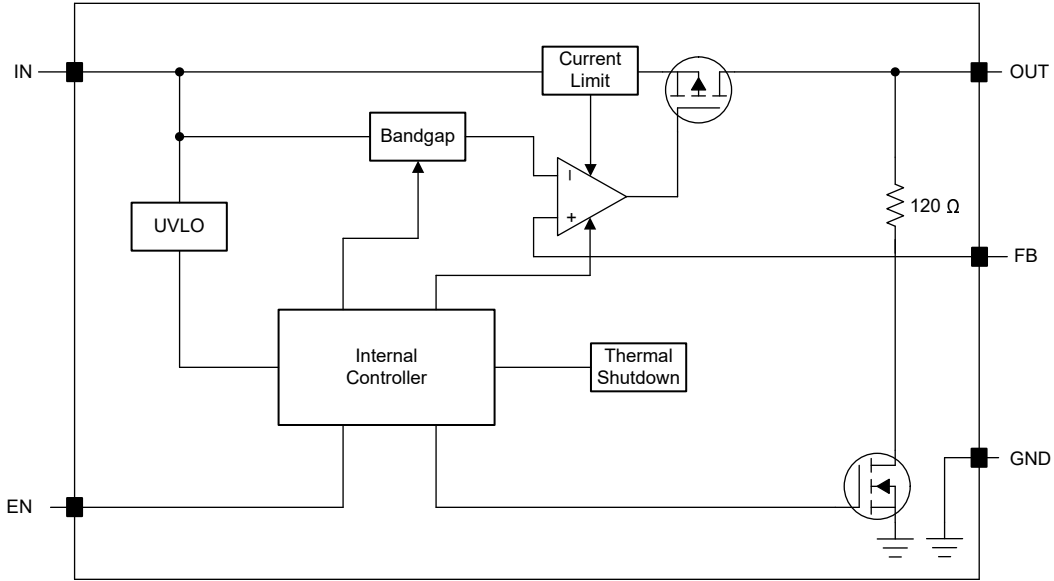 IN
Current
Limit
OUT
Bandgap
−
+
UVLO
120 Ω
FB
Internal
Controller
Thermal
Shutdown
GND
EN